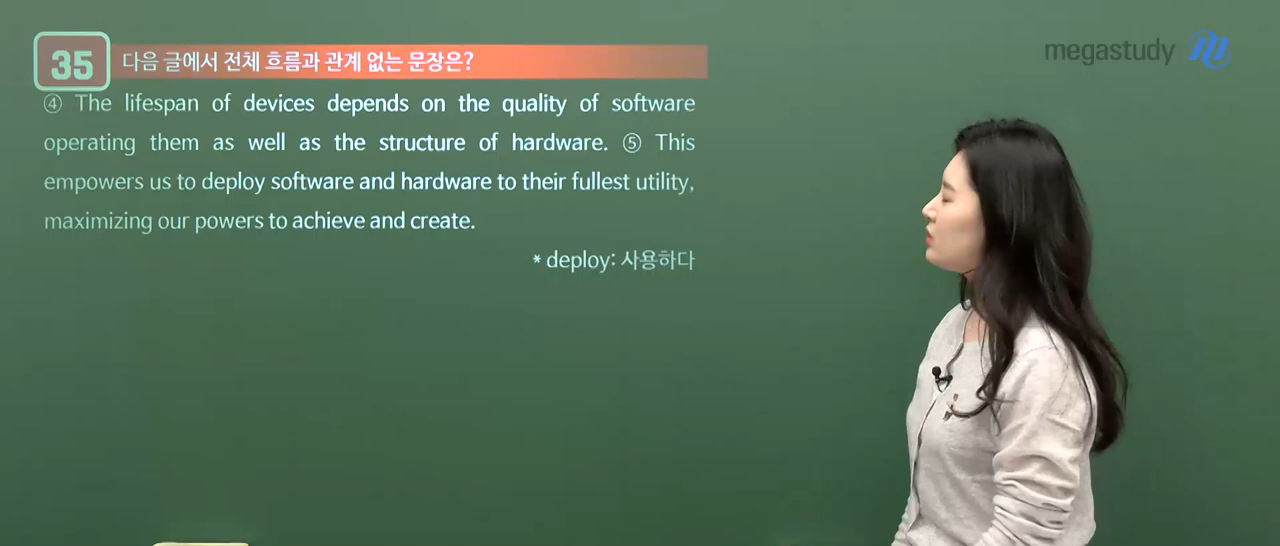 35 다음 글에서 전체 흐름과 관계 없는 문장은?
megastudy
④ The lifespan of devices depends on the quality of software
operating them as well as the structure of hardware. ⑤ This
empowers us to deploy software and hardware to their fullest utility,
maximizing our powers to achieve and create.
* deploy: 사용하다